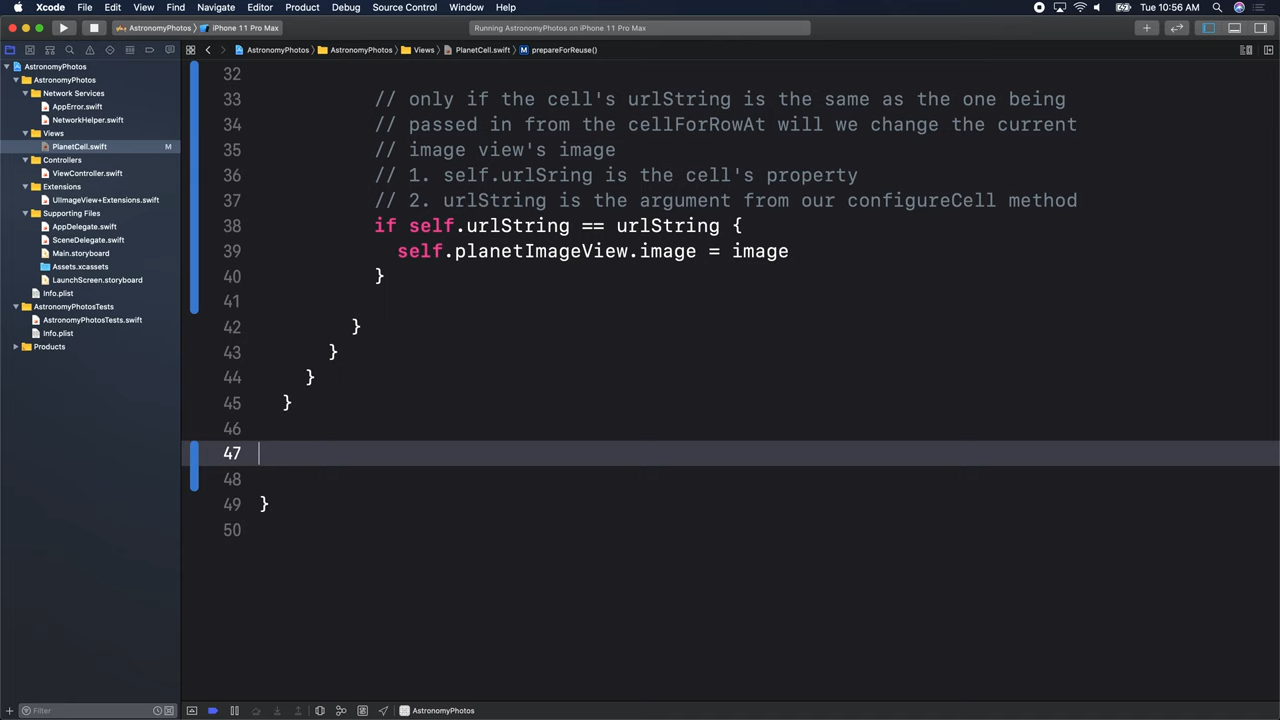 Xcode File Edit View Find Navigate Editor Product Debug Source Control Window Help Tue 10:56 AM
AstronomyPhotos iPhone 11 Pro Max Running AstronomyPhotos on iPhone 11 Pro Max
AstronomyPhotos AstronomyPhotos Views PlanetCell.swift M prepareForReuse()
AstronomyPhotos
AstronomyPhotos
Network Services
AppError.swift
NetworkHelper.swift
Views
PlanetCell.swift M
Controllers
ViewController.swift
Extensions
UIImageView+Extensions.swift
Supporting Files
AppDelegate.swift
SceneDelegate.swift
Main.storyboard
Assets.xcassets
LaunchScreen.storyboard
Info.plist
AstronomyPhotosTests
AstronomyPhotosTests.swift
Info.plist
Products
32
33 // only if the cell's urlString is the same as the one being
34 // passed in from the cellForRowAt will we change the current
35 // image view's image
36 // 1. self.urlSring is the cell's property
37 // 2. urlString is the argument from our configureCell method
38 if self.urlString == urlString {
39 self.planetImageView.image = image
40 }
41
42 }
43 }
44 }
45 }
46
47
48
49 }
50
Filter
AstronomyPhotos